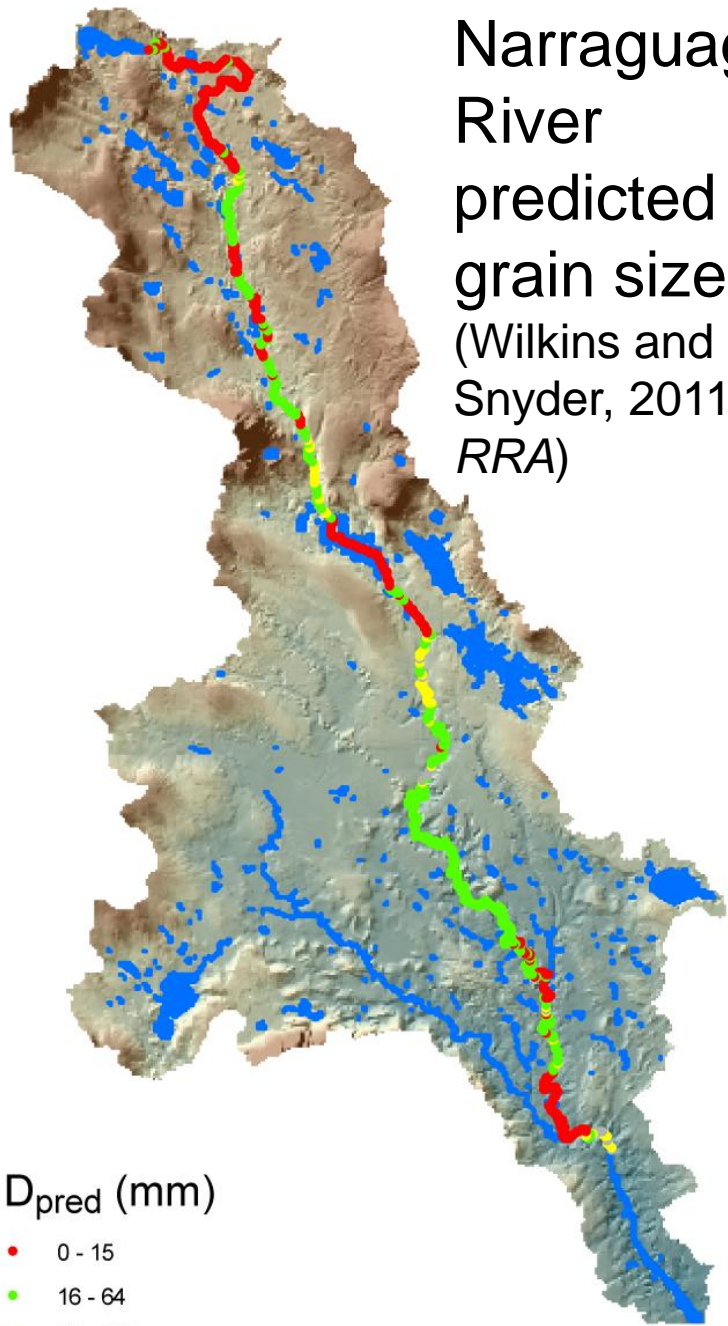 Narraguag
River
predicted
grain size
(Wilkins and
Snyder, 2011
RRA)
Dpred (mm)
0 - 15
16 - 64